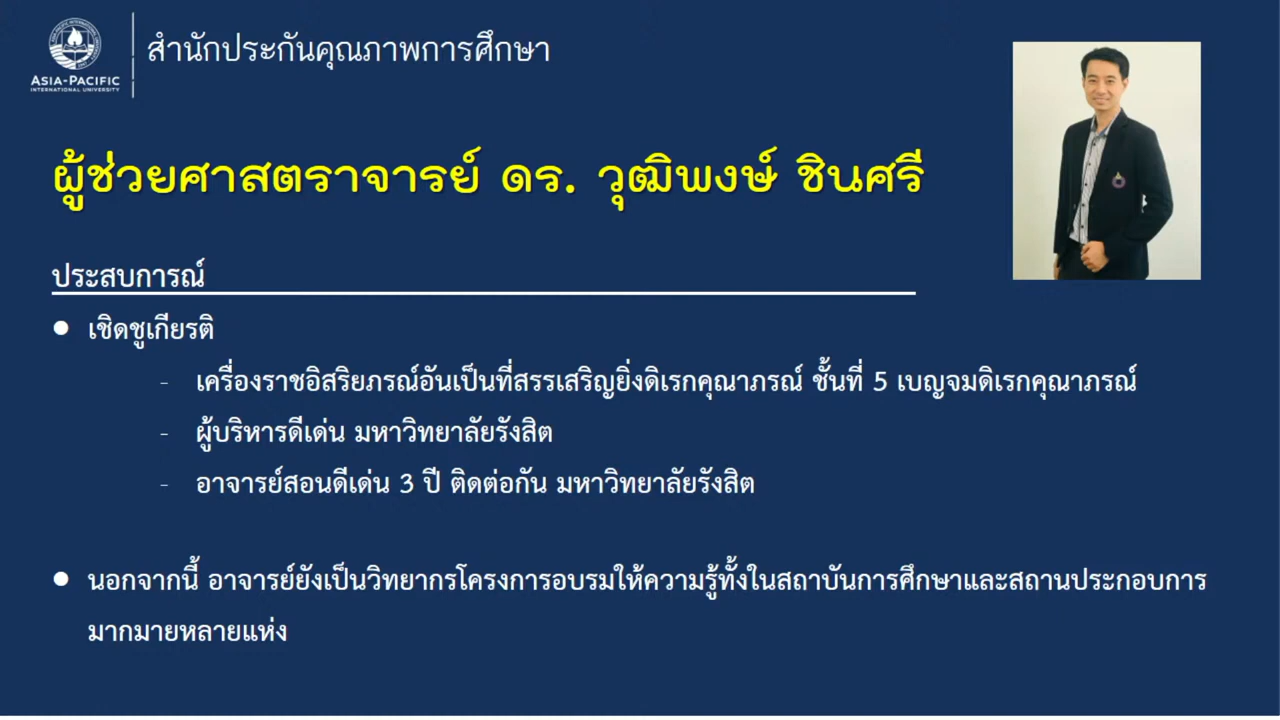 สำนักประกันคุณภาพการศึกษา
ASIA-PACIFIC
INTERNATIONAL UNIVERSITY
ผู้ช่วยศาสตราจารย์ ดร. วุฒิพงษ์ ชินศรี
ประสบการณ์
● เชิดชูเกียรติ
- เครื่องราชอิสริยภรณ์อันเป็นที่สรรเสริญยิ่งดิเรกคุณาภรณ์ ชั้นที่ 5 เบญจมดิเรกคุณาภรณ์
- ผู้บริหารดีเด่น มหาวิทยาลัยรังสิต
- อาจารย์สอนดีเด่น 3 ปี ติดต่อกัน มหาวิทยาลัยรังสิต
● นอกจากนี้ อาจารย์ยังเป็นวิทยากรโครงการอบรมให้ความรู้ทั้งในสถาบันการศึกษาและสถานประกอบการ
มากมายหลายแห่ง